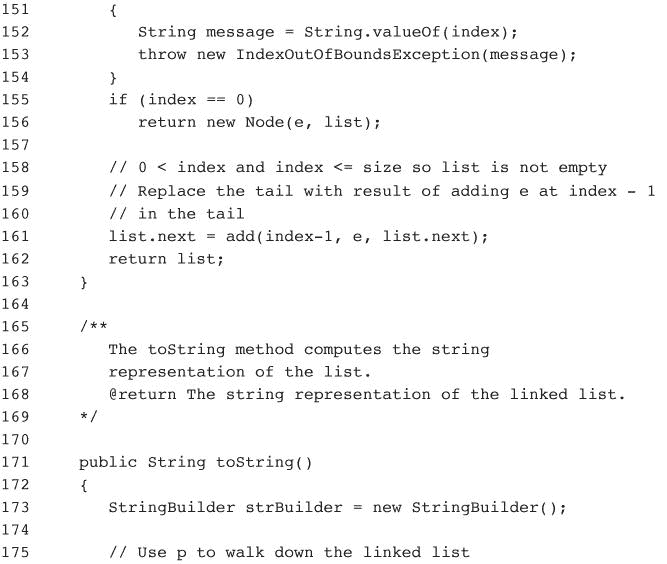 151         {
152            String message = String.valueOf(index);
153            throw new IndexOutOfBoundsException(message);
154         }
155         if (index == 0)
156            return new Node(e, list);
157
158         // 0 < index and index <= size so list is not empty
159         // Replace the tail with result of adding e at index - 1
160         // in the tail
161         list.next = add(index-1, e, list.next);
162         return list;
163      }
164
165      /**
166         The toString method computes the string
167         representation of the list.
168         @return The string representation of the linked list.
169      */
170
171      public String toString()
172      {
173         StringBuilder strBuilder = new StringBuilder();
174
175         // Use p to walk down the linked list